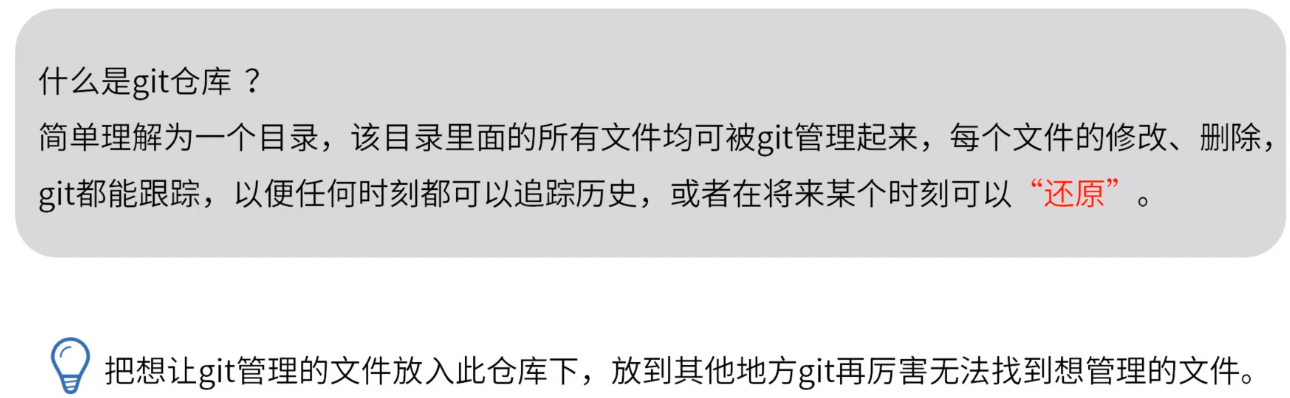 什么是git仓库 ？
简单理解为一个目录，该目录里面的所有文件均可被git管理起来，每个文件的修改、删除，
git都能跟踪，以便任何时刻都可以追踪历史，或者在将来某个时刻可以“还原”。
把想让git管理的文件放入此仓库下，放到其他地方git再厉害无法找到想管理的文件。